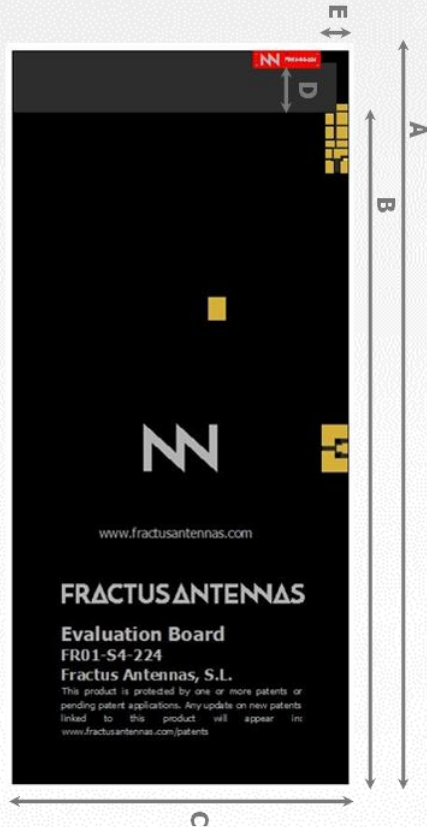 E
A
D
B
www.fractusantennas.com
FRACTUS ANTENNAS
Evaluation Board
FR01-S4-224
Fractus Antennas, S.L.
This product is protected by one or more patents or
pending patent applications. Any update on new patents
linked to this product will appear in:
www.fractusantennas.com/patents
C